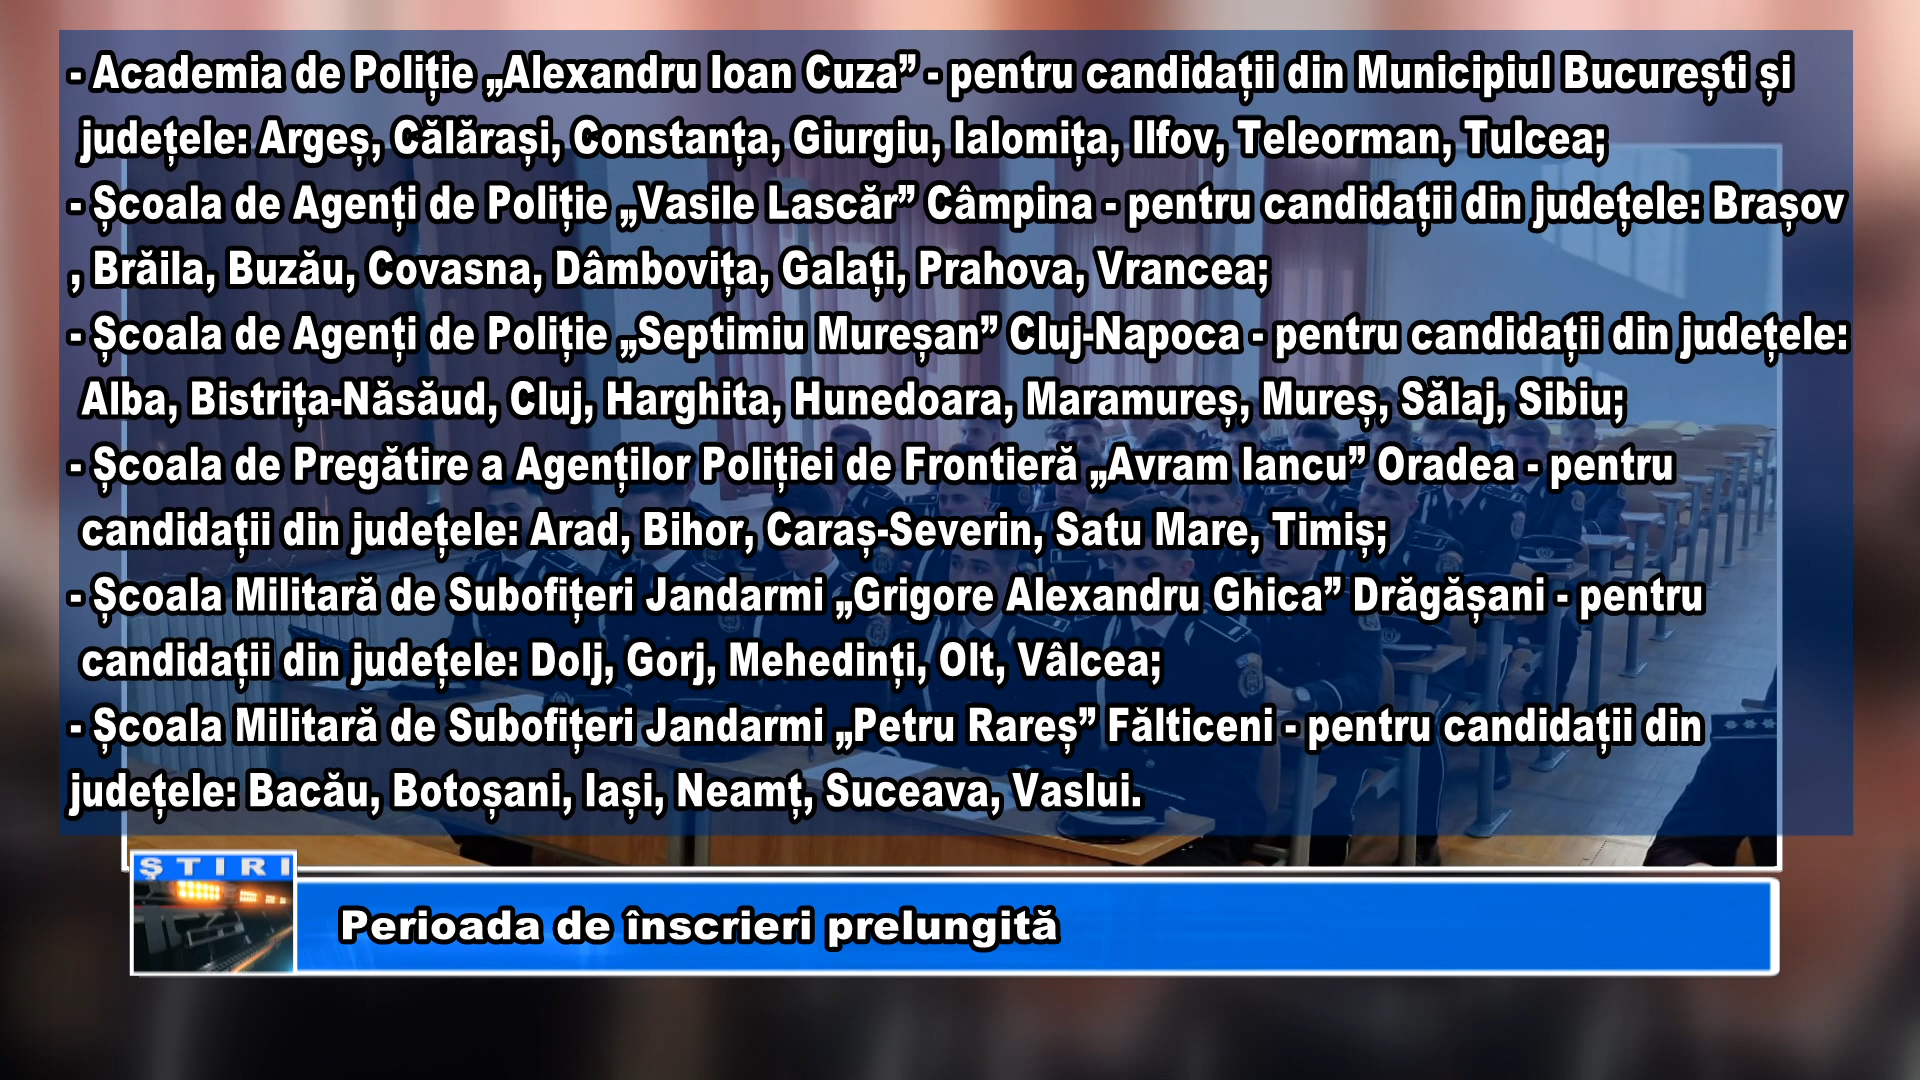 - Academia de Poliție „Alexandru Ioan Cuza” - pentru candidații din Municipiul București și
județele: Argeș, Călărași, Constanța, Giurgiu, Ialomița, Ilfov, Teleorman, Tulcea;
- Școala de Agenți de Poliție „Vasile Lascăr” Câmpina - pentru candidații din județele: Brașov
, Brăila, Buzău, Covasna, Dâmbovița, Galați, Prahova, Vrancea;
- Școala de Agenți de Poliție „Septimiu Mureșan” Cluj-Napoca - pentru candidații din județele:
Alba, Bistrița-Năsăud, Cluj, Harghita, Hunedoara, Maramureș, Mureș, Sălaj, Sibiu;
- Școala de Pregătire a Agenților Poliției de Frontieră „Avram Iancu” Oradea - pentru
candidații din județele: Arad, Bihor, Caraș-Severin, Satu Mare, Timiș;
- Școala Militară de Subofițeri Jandarmi „Grigore Alexandru Ghica” Drăgășani - pentru
candidații din județele: Dolj, Gorj, Mehedinți, Olt, Vâlcea;
- Școala Militară de Subofițeri Jandarmi „Petru Rareș” Fălticeni - pentru candidații din
județele: Bacău, Botoșani, Iași, Neamț, Suceava, Vaslui.
ŞTIRI
Perioada de înscrieri prelungită